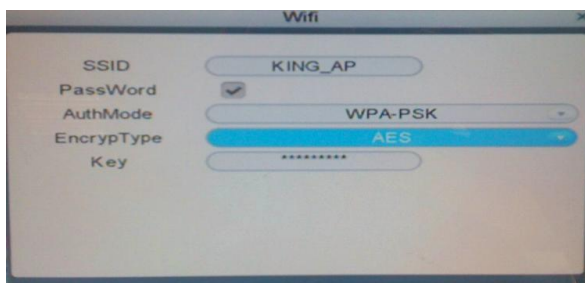 Wifi
SSID KING_AP
PassWord
AuthMode WPA-PSK
EncrypType AES
Key *********